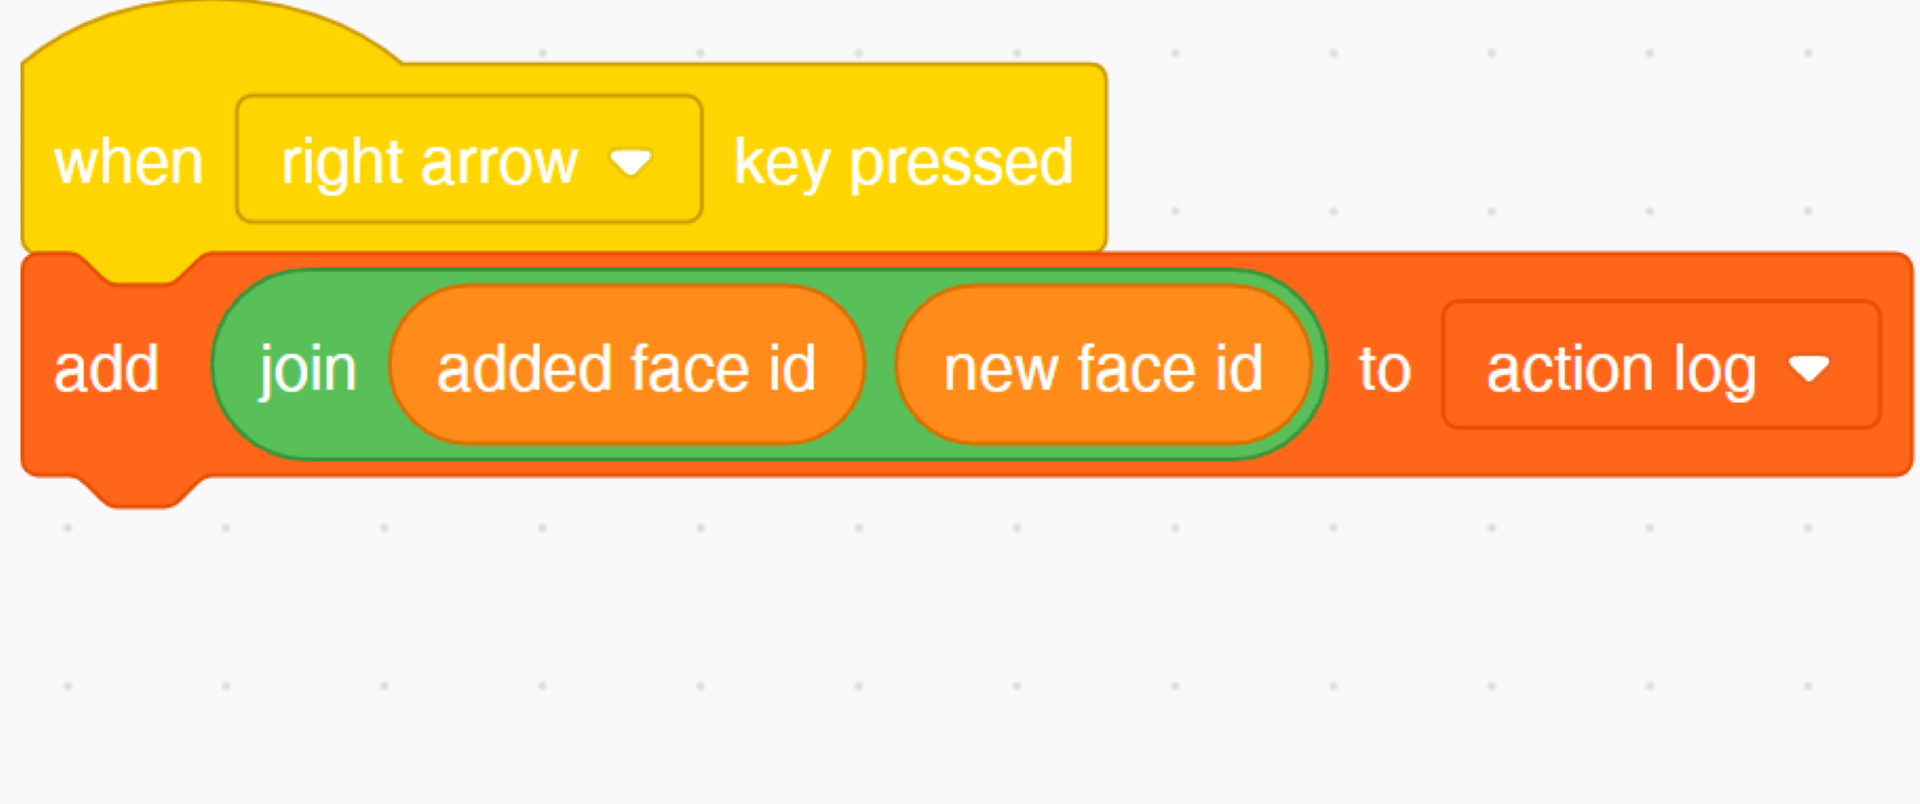 when right arrow key pressed
add join added face id new face id to action log